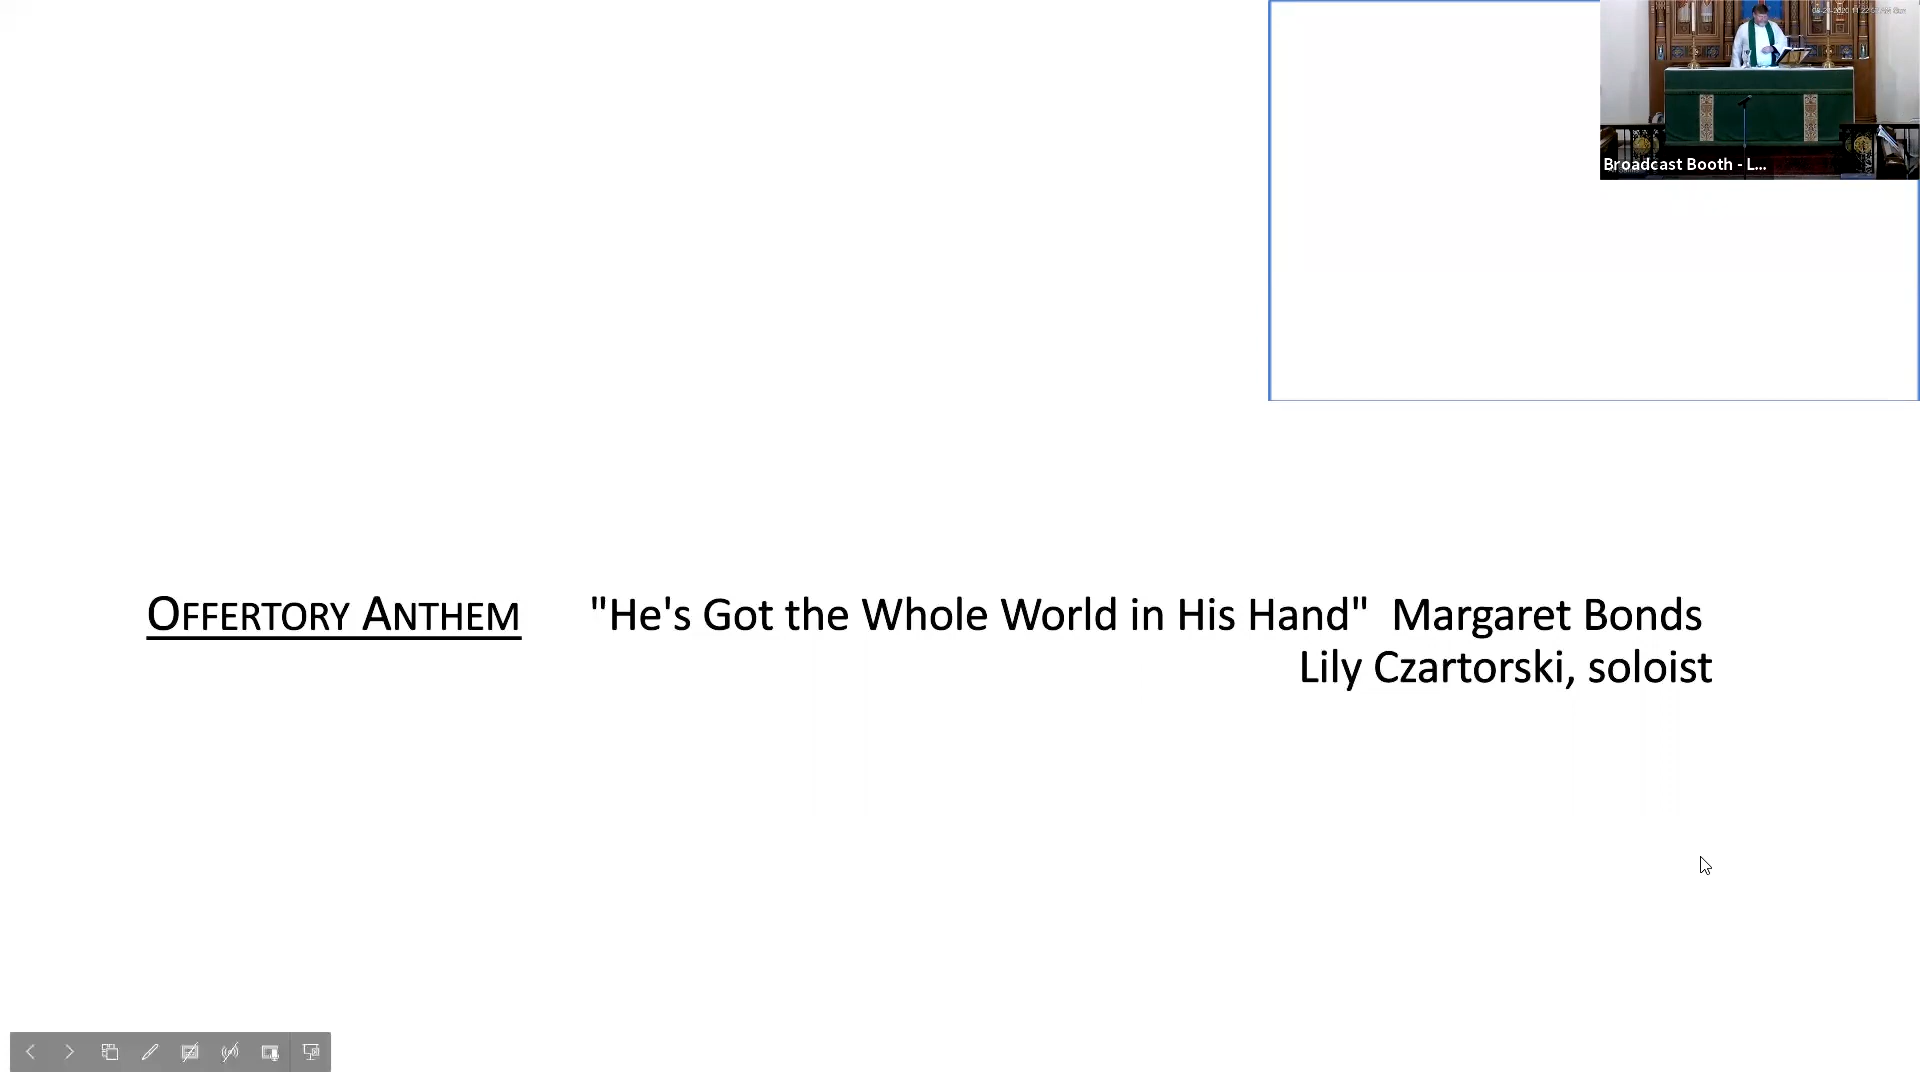 Broadcast Booth - L...
OFFERTORY ANTHEM "He's Got the Whole World in His Hand" Margaret Bonds
Lily Czartorski, soloist